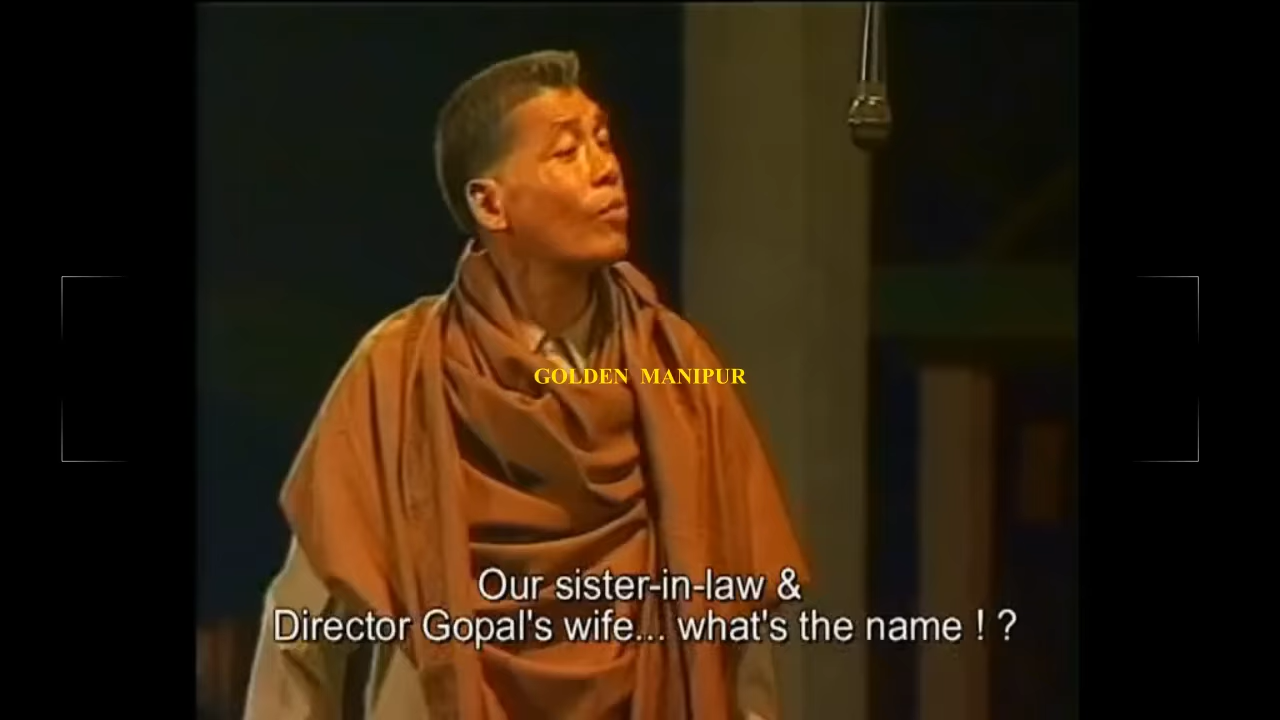 GOLDEN MANIPUR
Our sister-in-law &
Director Gopal's wife... what's the name ! ?